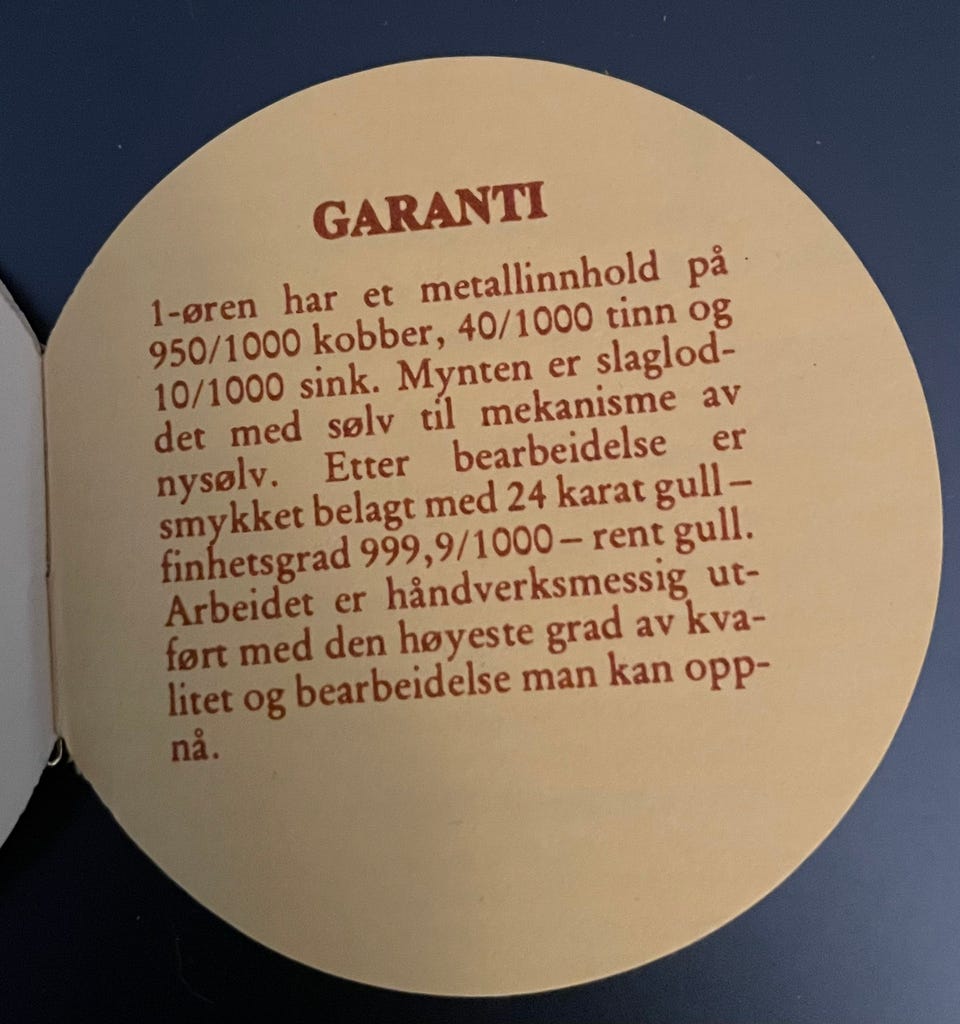 GARANTI
1-øren har et metallinnhold på
950/1000 kobber, 40/1000 tinn og
10/1000 sink. Mynten er slaglod-
det med sølv til mekanisme av
nysølv. Etter bearbeidelse er
smykket belagt med 24 karat gull –
finhetsgrad 999,9/1000 – rent gull.
Arbeidet er håndverksmessig ut-
ført med den høyeste grad av kva-
litet og bearbeidelse man kan opp-
nå.